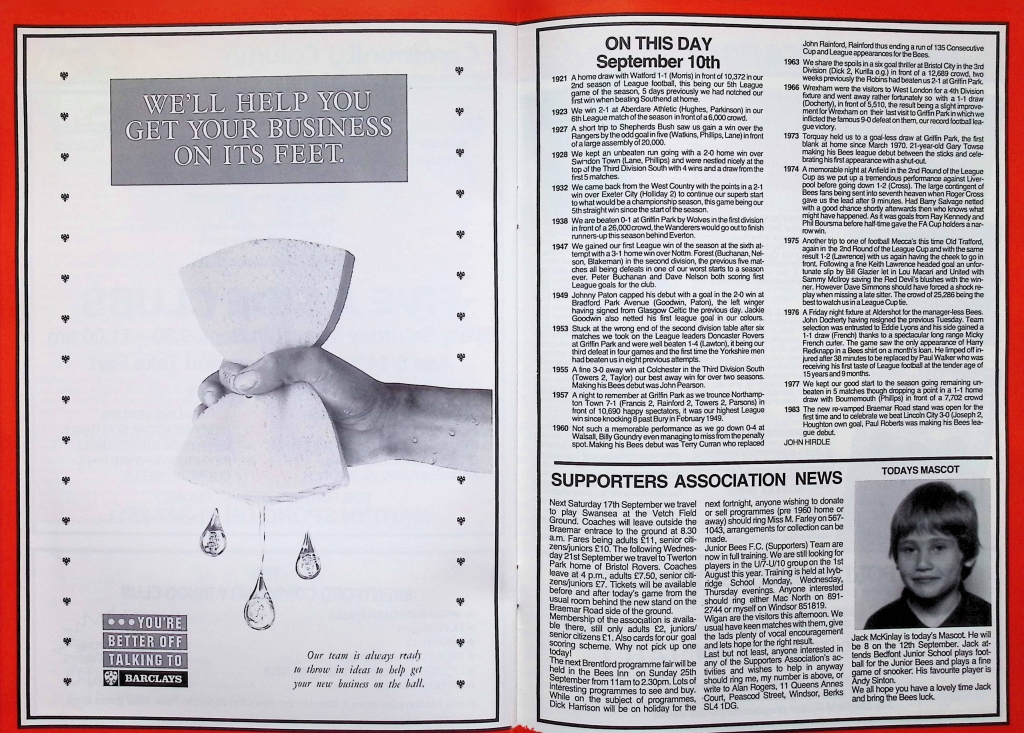 WE'LL HELP YOU
GET YOUR BUSINESS
ON ITS FEET.
•••YOU'RE
BETTER OFF
TALKING TO
BARCLAYS
Our team is always ready
to throw in ideas to help get
your new business on the ball.
ON THIS DAY
September 10th
1921 A home draw with Watford 1-1 (Morris) in front of 10,372 in our
2nd season of League football, this being our 5th League
game of the season, 5 days previously we had notched our
first win when beating Southend at home.
1923 We win 2-1 at Aberdare Athletic (Hughes, Parkinson) in our
6th League match of the season in front of a 6,000 crowd.
1927 A short trip to Shepherds Bush saw us gain a win over the
Rangers by the odd goal in five (Watkins, Phillips, Lane) in front
of a large assembly of 20,000.
1928 We kept an unbeaten run going with a 2-0 home win over
Swindon Town (Lane, Phillips) and were nestled nicely at the
top of the Third Division South with 4 wins and a draw from the
first 5 matches.
1932 We came back from the West Country with the points in a 2-1
win over Exeter City (Holliday 2) to continue our superb start
to what would be a championship season, this game being our
5th straight win since the start of the season.
1938 We are beaten 0-1 at Griffin Park by Wolves in the first division
in front of a 26,000 crowd, the Wanderers would go out to finish
runners-up this season behind Everton.
1947 We gained our first League win of the season at the sixth at-
tempt with a 3-1 home win over Nottm. Forest (Buchanan, Nel-
son, Blakeman) in the second division, the previous five mat-
ches all being defeats in one of our worst starts to a season
ever. Peter Buchanan and Dave Nelson both scoring first
League goals for the club.
1949 Johnny Paton capped his debut with a goal in the 2-0 win at
Bradford Park Avenue (Goodwin, Paton), the left winger
having signed from Glasgow Celtic the previous day. Jackie
Goodwin also netted his first league goal in our colours.
1953 Stuck at the wrong end of the second division table after six
matches we took on the League leaders Doncaster Rovers
at Griffin Park and were well beaten 1-4 (Lawton), it being our
third defeat in four games and the first time the Yorkshire men
had beaten us in eight previous attempts.
1955 A fine 3-0 away win at Colchester in the Third Division South
(Towers 2, Taylor) our best away win for over two seasons.
Making his Bees debut was John Pearson.
1957 A night to remember at Griffin Park as we trounce Northamp-
ton Town 7-1 (Francis 2, Rainford 2, Towers 2, Parsons) in
front of 10,690 happy spectators, it was our highest League
win since knocking 8 past Bury in February 1949.
1960 Not such a memorable performance as we go down 0-4 at
Walsall, Billy Goundry even managing to miss from the penalty
spot. Making his Bees debut was Terry Curran who replaced
John Rainford, Rainford thus ending a run of 135 Consecutive
Cup and League appearances for the Bees.
1963 We share the spoils in a six goal thriller at Bristol City in the 3rd
Division (Dick 2, Kurilla o.g.) in front of a 12,689 crowd, two
weeks previously the Robins had beaten us 2-1 at Griffin Park.
1966 Wrexham were the visitors to West London for a 4th Division
fixture and went away rather fortunately so with a 1-1 draw
(Docherty), in front of 5,510, the result being a slight improve-
ment for Wrexham on their last visit to Griffin Park in which we
inflicted the famous 9-0 defeat on them, our record football lea-
gue victory.
1973 Torquay held us to a goal-less draw at Griffin Park, the first
blank at home since March 1970. 21-year-old Gary Towse
making his Bees league debut between the sticks and cele-
brating his first appearance with a shut-out.
1974 A memorable night at Anfield in the 2nd Round of the League
Cup as we put up a tremendous performance against Liver-
pool before going down 1-2 (Cross). The large contingent of
Bees fans being sent into seventh heaven when Roger Cross
gave us the lead after 9 minutes. Had Barry Salvage netted
with a good chance shortly afterwards then who knows what
might have happened. As it was goals from Ray Kennedy and
Phil Boursma before half-time gave the FA Cup holders a nar-
row win.
1975 Another trip to one of football Mecca's this time Old Trafford,
again in the 2nd Round of the League Cup and with the same
result 1-2 (Lawrence) with us again having the cheek to go in
front. Following a fine Keith Lawrence headed goal an unfor-
tunate slip by Bill Glazier let in Lou Macari and United with
Sammy McIlroy saving the Red Devil's blushes with the win-
ner. However Dave Simmons should have forced a shock re-
play when missing a late sitter. The crowd of 25,286 being the
best to watch us in a League Cup tie.
1976 A Friday night fixture at Aldershot for the manager-less Bees.
John Docherty having resigned the previous Tuesday. Team
selection was entrusted to Eddie Lyons and his side gained a
1-1 draw (French) thanks to a spectacular long range Micky
French curler. The game saw the only appearance of Harry
Redknapp in a Bees shirt on a month's loan. He limped off in-
jured after 38 minutes to be replaced by Paul Walker who was
receiving his first taste of League football at the tender age of
15 years and 9 months.
1977 We kept our good start to the season going remaining un-
beaten in 5 matches though dropping a point in a 1-1 home
draw with Bournemouth (Phillips) in front of a 7,702 crowd
1983 The new re-vamped Braemar Road stand was open for the
first time and to celebrate we beat Lincoln City 3-0 (Joseph 2,
Houghton own goal, Paul Roberts was making his Bees lea-
gue debut.
JOHN HIRDLE
SUPPORTERS ASSOCIATION NEWS
Next Saturday 17th September we travel
to play Swansea at the Vetch Field
Ground. Coaches will leave outside the
Braemar entrace to the ground at 8.30
a.m. Fares being adults £11, senior citi-
zens/juniors £10. The following Wednes-
day 21st September we travel to Twerton
Park home of Bristol Rovers. Coaches
leave at 4 p.m., adults £7.50, senior citi-
zens/juniors £7. Tickets will be available
before and after today's game from the
usual room behind the new stand on the
Braemar Road side of the ground.
Membership of the association is availa-
ble there, still only adults £2, juniors/
senior citizens £1. Also cards for our goal
scoring scheme. Why not pick up one
today!
The next Brentford programme fair will be
held in the Bees Inn on Sunday 25th
September from 11am to 2.30pm. Lots of
interesting programmes to see and buy.
While on the subject of programmes,
Dick Harrison will be on holiday for the
next fortnight, anyone wishing to donate
or sell programmes (pre 1960 home or
away) should ring Miss M. Farley on 567-
1043, arrangements for collection can be
made.
Junior Bees F.C. (Supporters) Team are
now in full training. We are still looking for
players in the U/7-U/10 group on the 1st
August this year. Training is held at Ivyb-
ridge School Monday, Wednesday,
Thursday evenings. Anyone interested
should ring either Mac North on 891-
2744 or myself on Windsor 851819.
Wigan are the visitors this afternoon. We
usual have keen matches with them, give
the lads plenty of vocal encouragement
and lets hope for the right result.
Last but not least, anyone interested in
any of the Supporters Association's ac-
tivities and wishes to help in anyway
should ring me, my number is above, or
write to Alan Rogers, 11 Queens Annes
Court, Peascod Street, Windsor, Berks
SL4 1DG.
TODAYS MASCOT
Jack McKinlay is today's Mascot. He will
be 8 on the 12th September. Jack at-
tends Bedfont Junior School plays foot-
ball for the Junior Bees and plays a fine
game of snooker. His favourite player is
Andy Sinton.
We all hope you have a lovely time Jack
and bring the Bees luck.